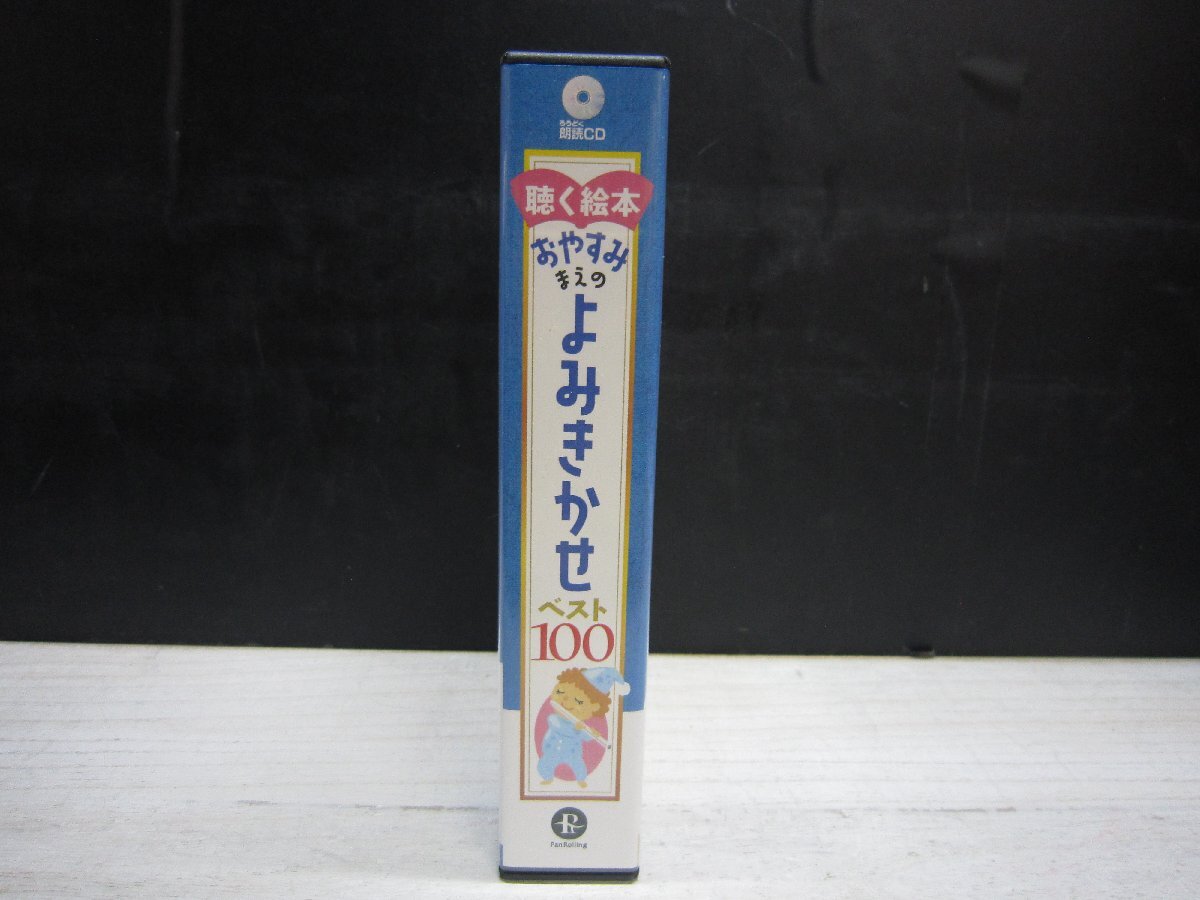 ろうどく
朗読CD
聴く絵本
おやすみ
まえの
よみきかせ
ベスト
100
R
PanRolling